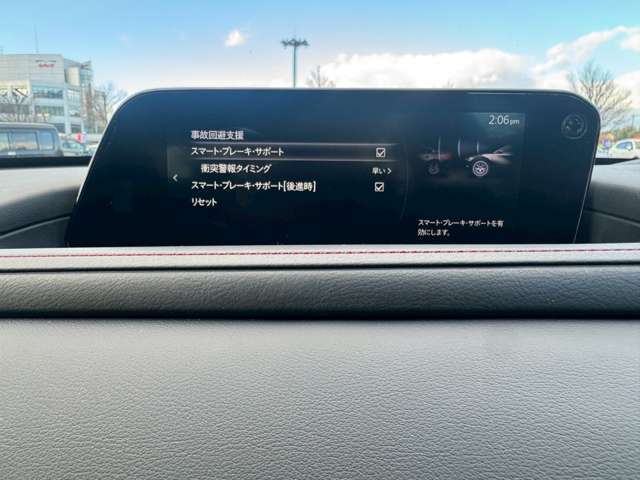 事故回避支援
2:06pm
スマート・ブレーキ・サポート
衝突警報タイミング 早い
スマート・ブレーキ・サポート[後進時]
リセット
スマート・ブレーキ・サポートを有
効にします。